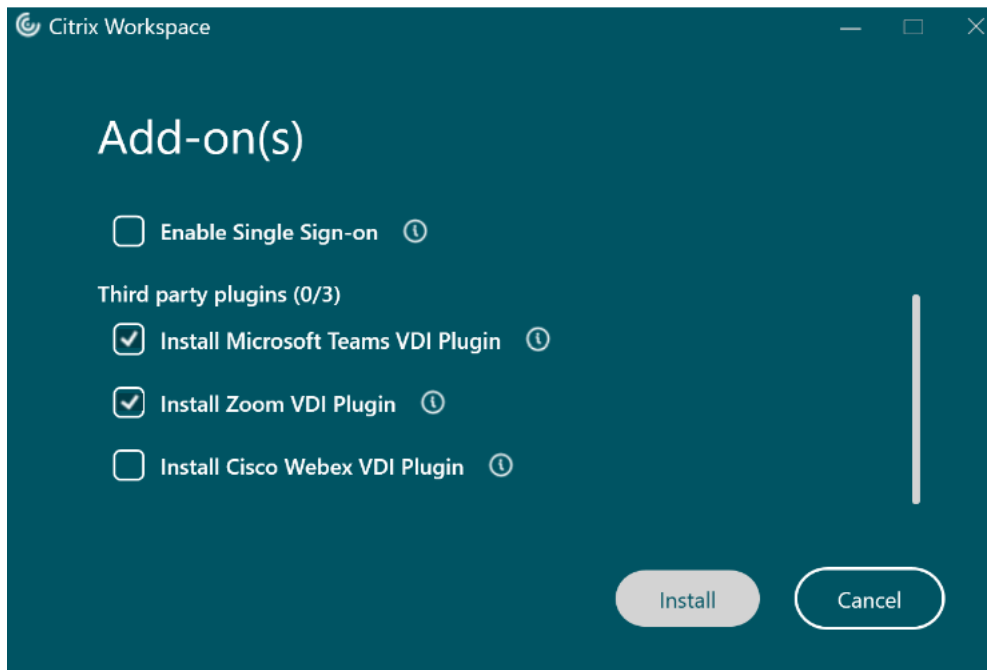 Citrix Workspace
Add-on(s)
Enable Single Sign-on
Third party plugins (0/3)
Install Microsoft Teams VDI Plugin
Install Zoom VDI Plugin
Install Cisco Webex VDI Plugin
Install
Cancel